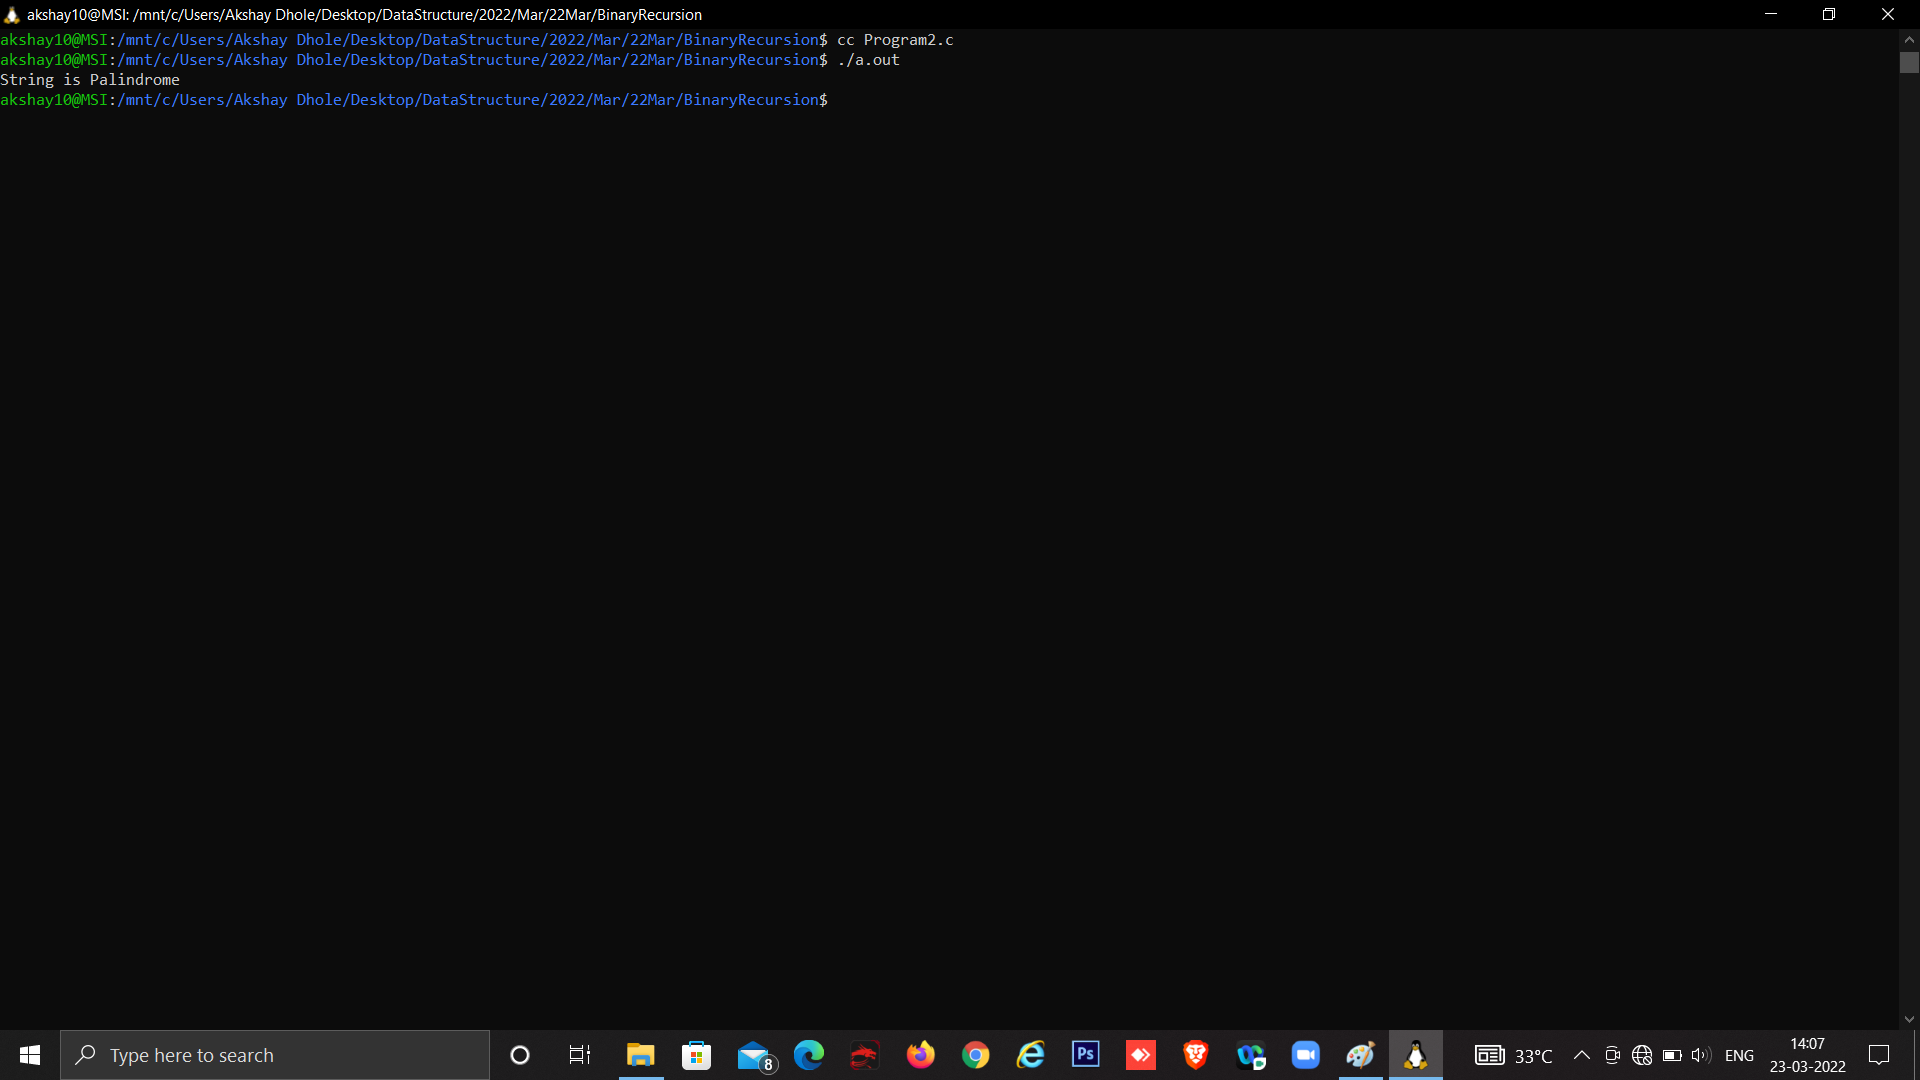 akshay10@MSI: /mnt/c/Users/Akshay Dhole/Desktop/DataStructure/2022/Mar/22Mar/BinaryRecursion
akshay10@MSI:/mnt/c/Users/Akshay Dhole/Desktop/DataStructure/2022/Mar/22Mar/BinaryRecursion$ cc Program2.c
akshay10@MSI:/mnt/c/Users/Akshay Dhole/Desktop/DataStructure/2022/Mar/22Mar/BinaryRecursion$ ./a.out
String is Palindrome
akshay10@MSI:/mnt/c/Users/Akshay Dhole/Desktop/DataStructure/2022/Mar/22Mar/BinaryRecursion$
Type here to search
8
Ps
33°C
ENG
14:07
23-03-2022